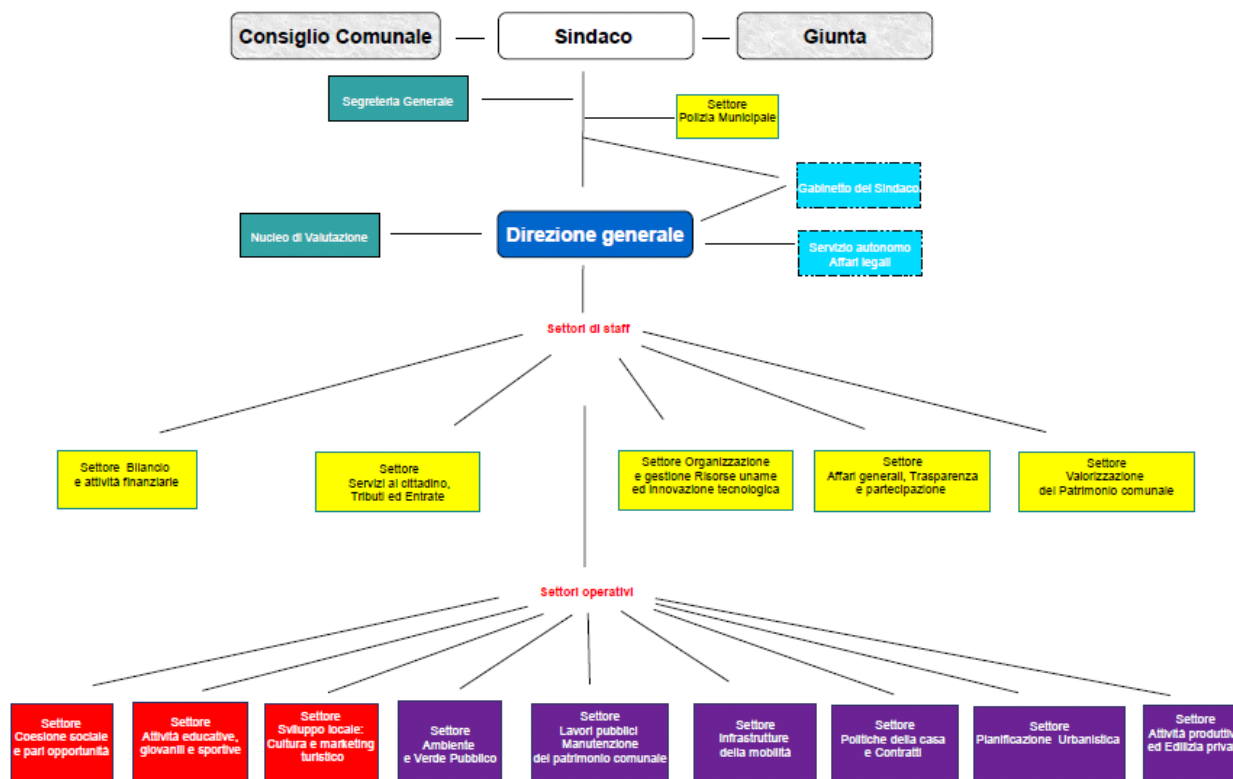 Consiglio Comunale
Sindaco
Giunta
Segreteria Generale
Settore
Polizia Municipale
Gabinetto del Sindaco
Nucleo di Valutazione
Direzione generale
Servizio autonomo
Affari legali
Settori di staff
Settore Bilancio
e attività finanziarie
Settore
Servizi al cittadino,
Tributi ed Entrate
Settore Organizzazione
e gestione Risorse uname
ed innovazione tecnologica
Settore
Affari generali, Trasparenza
e partecipazione
Settore
Valorizzazione
del Patrimonio comunale
Settori operativi
Settore
Coesione sociale
e pari opportunità
Settore
Attività educative,
giovanili e sportive
Settore
Sviluppo locale:
Cultura e marketing
turistico
Settore
Ambiente
e Verde Pubblico
Settore
Lavori pubblici
Manutenzione
del patrimonio comunale
Settore
Infrastrutture
della mobilità
Settore
Politiche della casa
e Contratti
Settore
Pianificazione Urbanistica
Settore
Attività produttiv
ed Edilizia priva